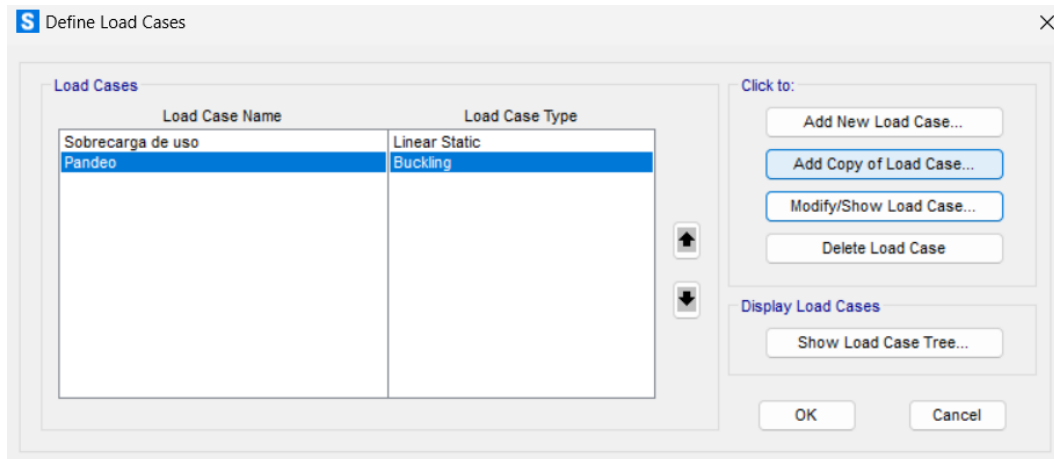 S Define Load Cases
Load Cases
Load Case Name Load Case Type
Sobrecarga de uso Linear Static
Pandeo Buckling
Click to:
Add New Load Case...
Add Copy of Load Case...
Modify/Show Load Case...
Delete Load Case
Display Load Cases
Show Load Case Tree...
OK Cancel